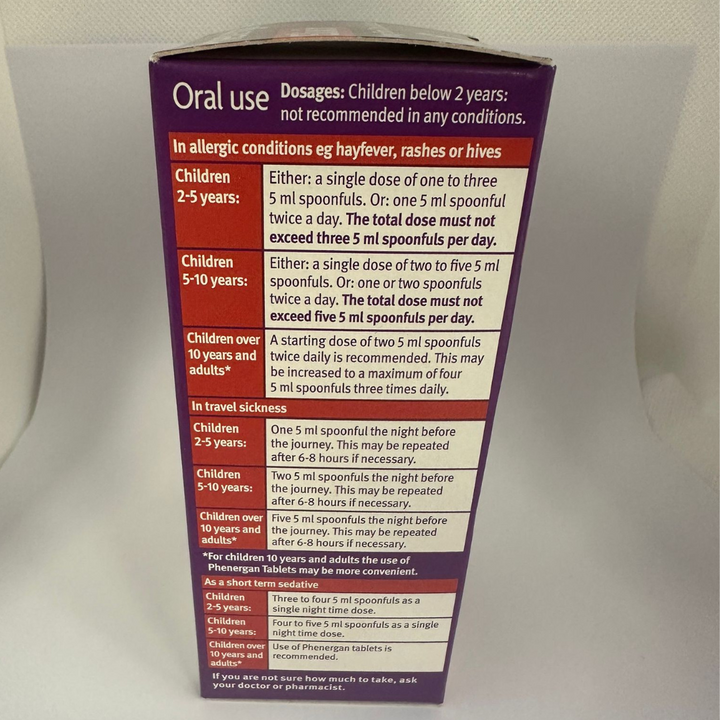 Oral use
Dosages: Children below 2 years:
not recommended in any conditions.
In allergic conditions eg hayfever, rashes or hives
Children
2-5 years:
Either: a single dose of one to three
5 ml spoonfuls. Or: one 5 ml spoonful
twice a day. The total dose must not
exceed three 5 ml spoonfuls per day.
Children
5-10 years:
Either: a single dose of two to five 5 ml
spoonfuls. Or: one or two spoonfuls
twice a day. The total dose must not
exceed five 5 ml spoonfuls per day.
Children over
10 years and
adults*
A starting dose of two 5 ml spoonfuls
twice daily is recommended. This may
be increased to a maximum of four
5 ml spoonfuls three times daily.
In travel sickness
Children
2-5 years:
One 5 ml spoonful the night before
the journey. This may be repeated
after 6-8 hours if necessary.
Children
5-10 years:
Two 5 ml spoonfuls the night before
the journey. This may be repeated
after 6-8 hours if necessary.
Children over
10 years and
adults*
Five 5 ml spoonfuls the night before
the journey. This may be repeated
after 6-8 hours if necessary.
*For children 10 years and adults the use of
Phenergan Tablets may be more convenient.
As a short term sedative
Children
2-5 years:
Three to four 5 ml spoonfuls as a
single night time dose.
Children
5-10 years:
Four to five 5 ml spoonfuls as a single
night time dose.
Children over
10 years and
adults*
Use of Phenergan tablets is
recommended.
If you are not sure how much to take, ask
your doctor or pharmacist.